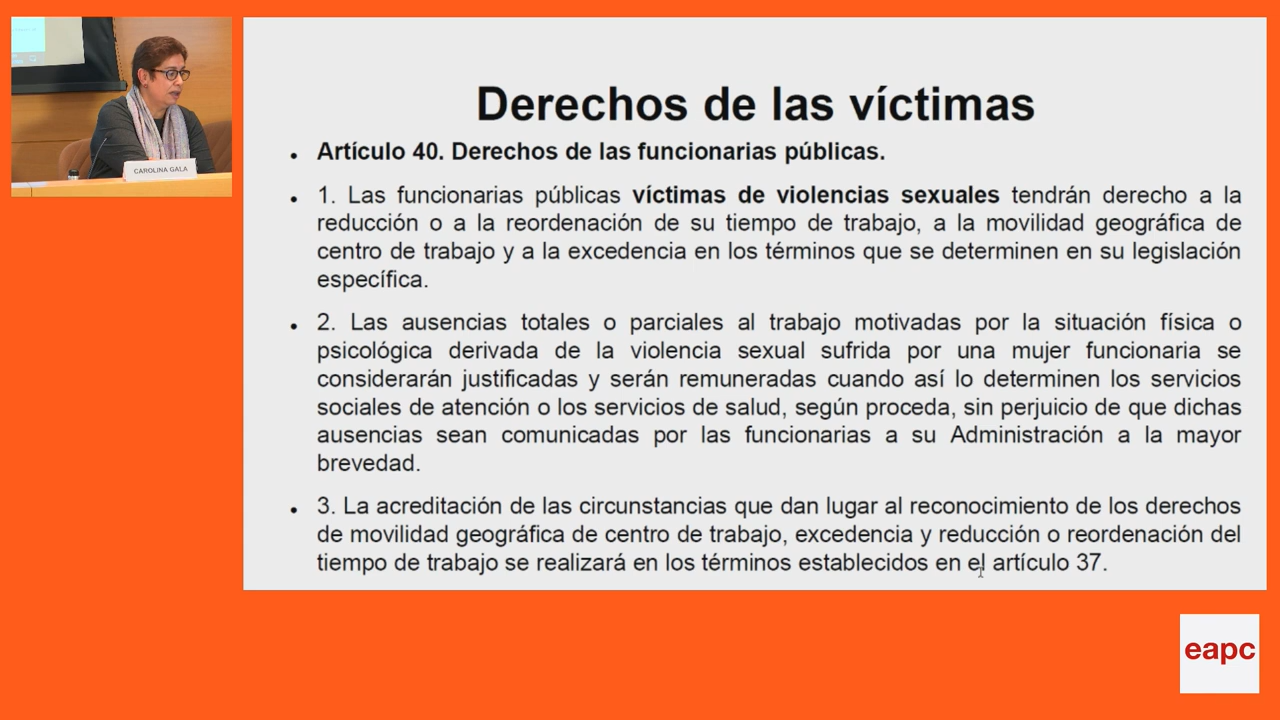 CAROLINA GALA
Derechos de las víctimas
• Artículo 40. Derechos de las funcionarias públicas.
• 1. Las funcionarias públicas víctimas de violencias sexuales tendrán derecho a la
reducción o a la reordenación de su tiempo de trabajo, a la movilidad geográfica de
centro de trabajo y a la excedencia en los términos que se determinen en su legislación
específica.
• 2. Las ausencias totales o parciales al trabajo motivadas por la situación física o
psicológica derivada de la violencia sexual sufrida por una mujer funcionaria se
considerarán justificadas y serán remuneradas cuando así lo determinen los servicios
sociales de atención o los servicios de salud, según proceda, sin perjuicio de que dichas
ausencias sean comunicadas por las funcionarias a su Administración a la mayor
brevedad.
• 3. La acreditación de las circunstancias que dan lugar al reconocimiento de los derechos
de movilidad geográfica de centro de trabajo, excedencia y reducción o reordenación del
tiempo de trabajo se realizará en los términos establecidos en el artículo 37.
eapc